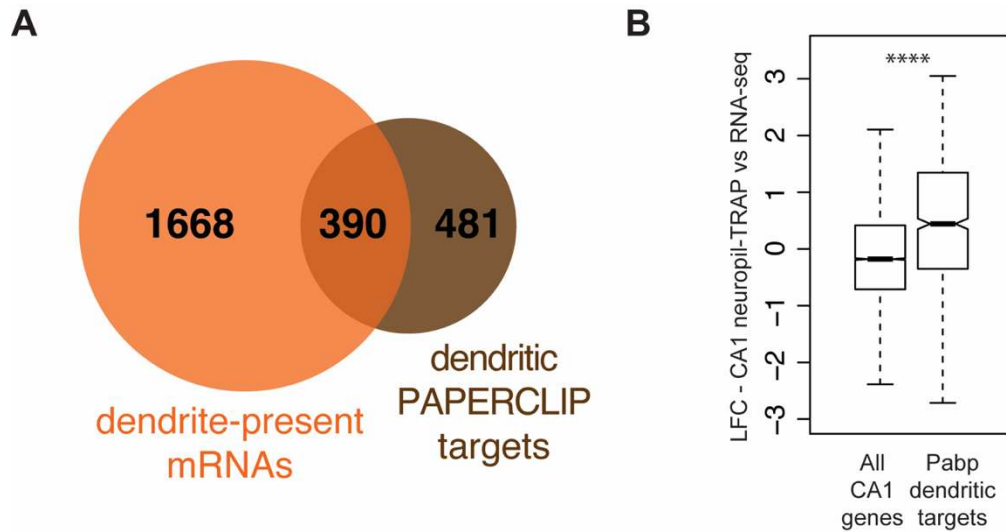 A
1668
390
481
dendrite-present
mRNAs
dendritic
PAPERCLIP
targets
B
LFC - CA1 neuropil-TRAP vs RNA-seq
****
3
2
1
0
−1
−2
−3
All
CA1
genes
Pabp
dendritic
targets